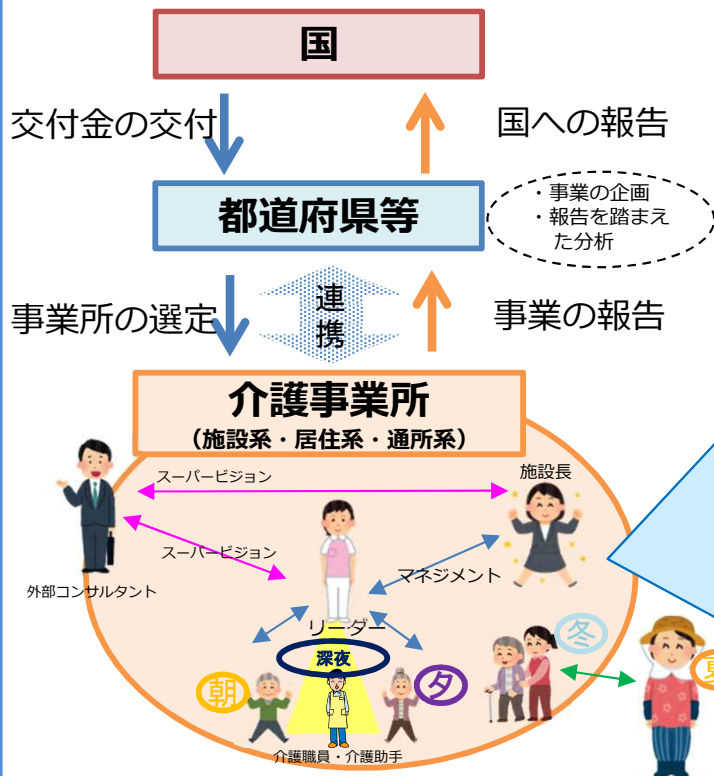 国
交付金の交付
国への報告
都道府県等
・事業の企画
・報告を踏まえ
た分析
事業所の選定
連
携
事業の報告
介護事業所
（施設系・居住系・通所系）
スーパービジョン
施設長
スーパービジョン
マネジメント
外部コンサルタント
リーダー
冬
深夜
朝
夕
夏
介護職員・介護助手